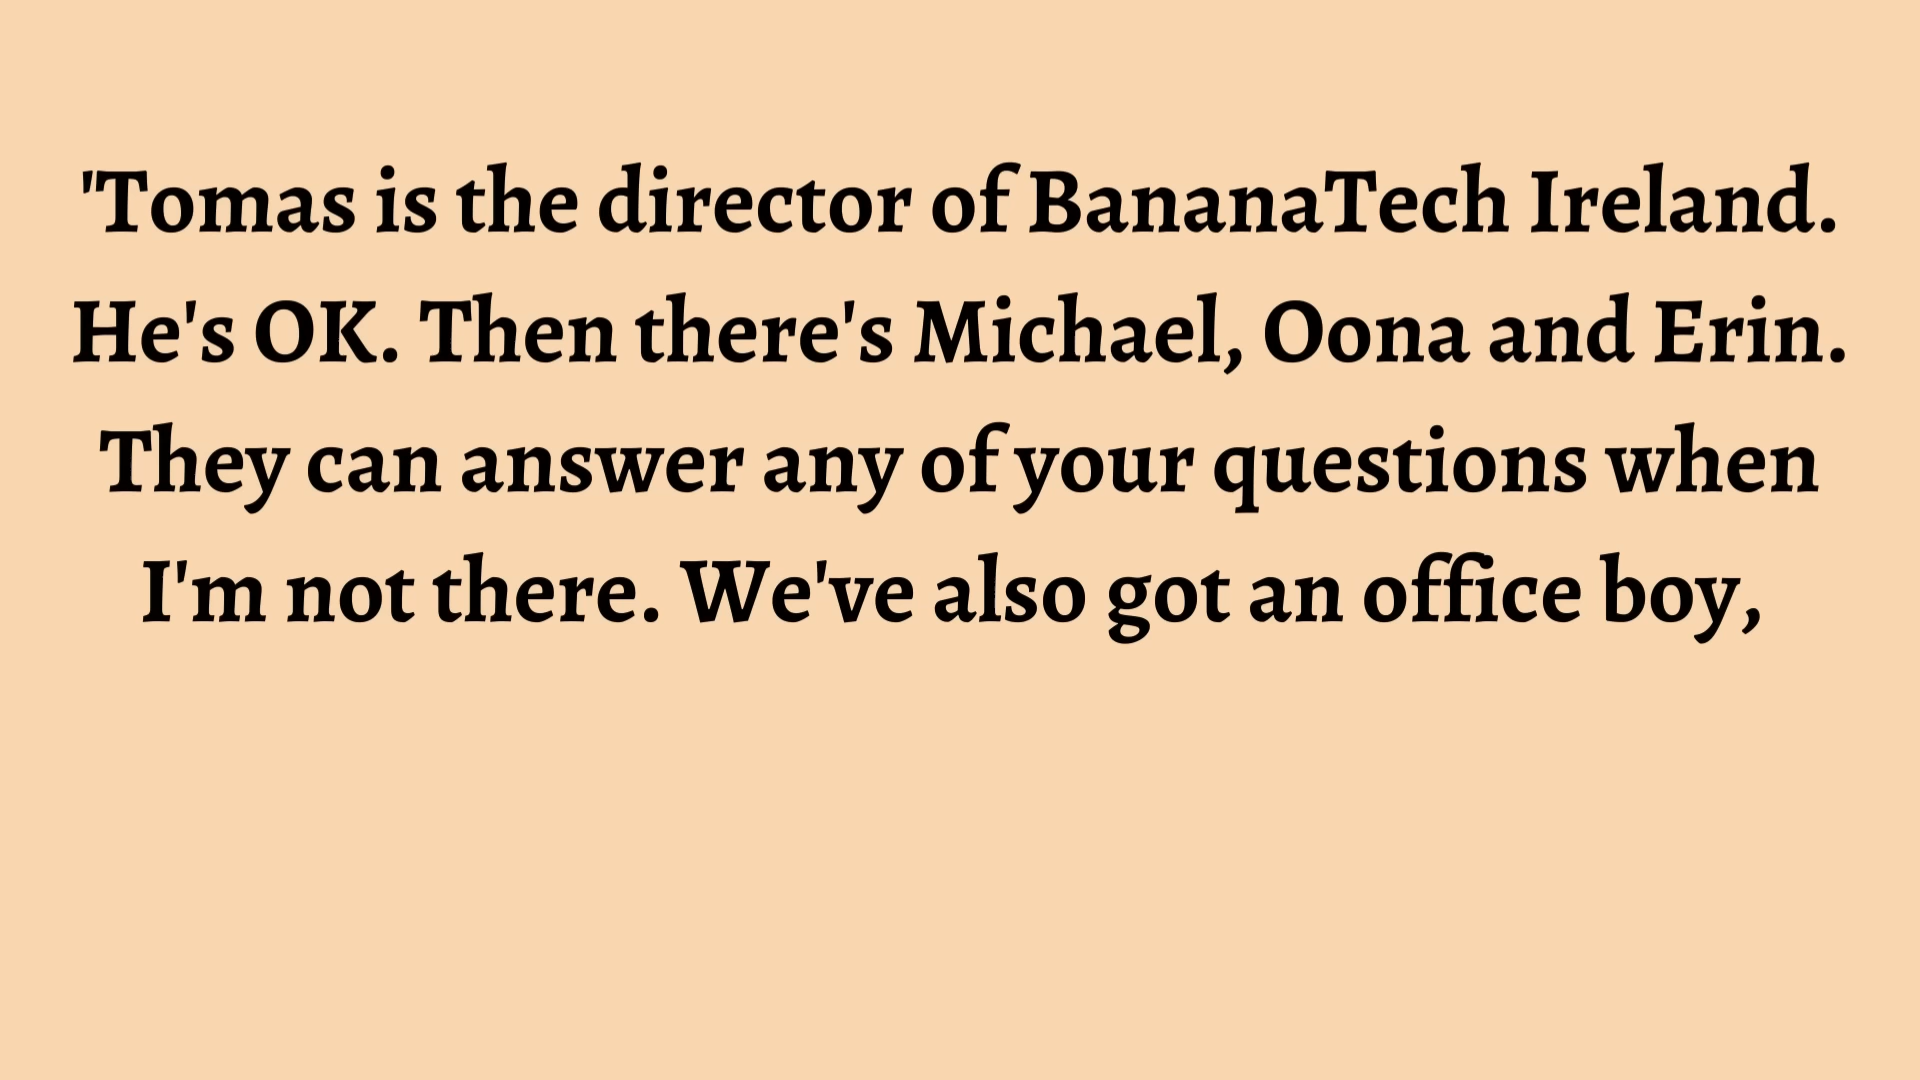 'Tomas is the director of BananaTech Ireland.
He's OK. Then there's Michael, Oona and Erin.
They can answer any of your questions when
I'm not there. We've also got an office boy,